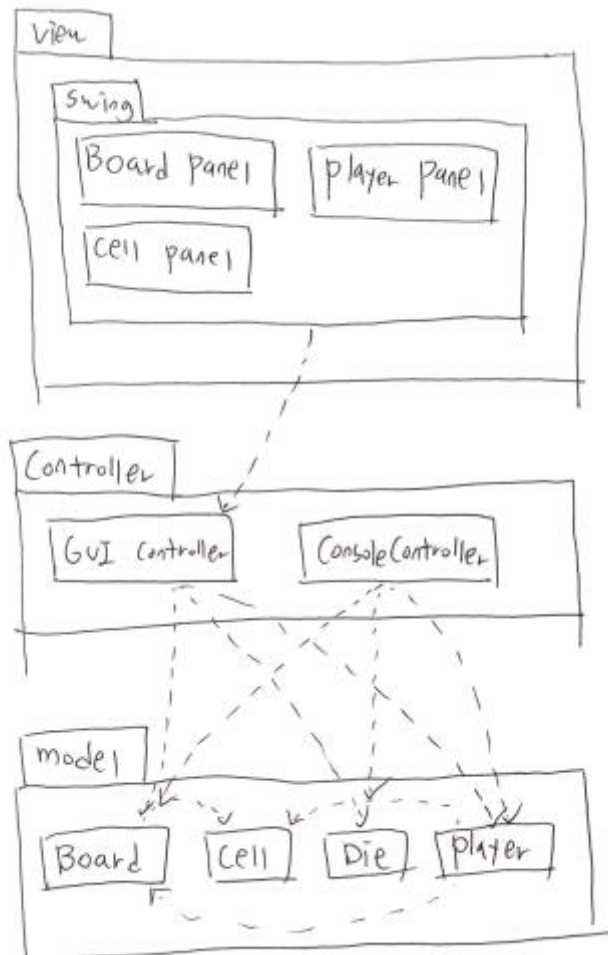 view
Swing
Board panel
player panel
cell panel
Controller
GUI Controller
ConsoleController
model
Board
Cell
Die
player